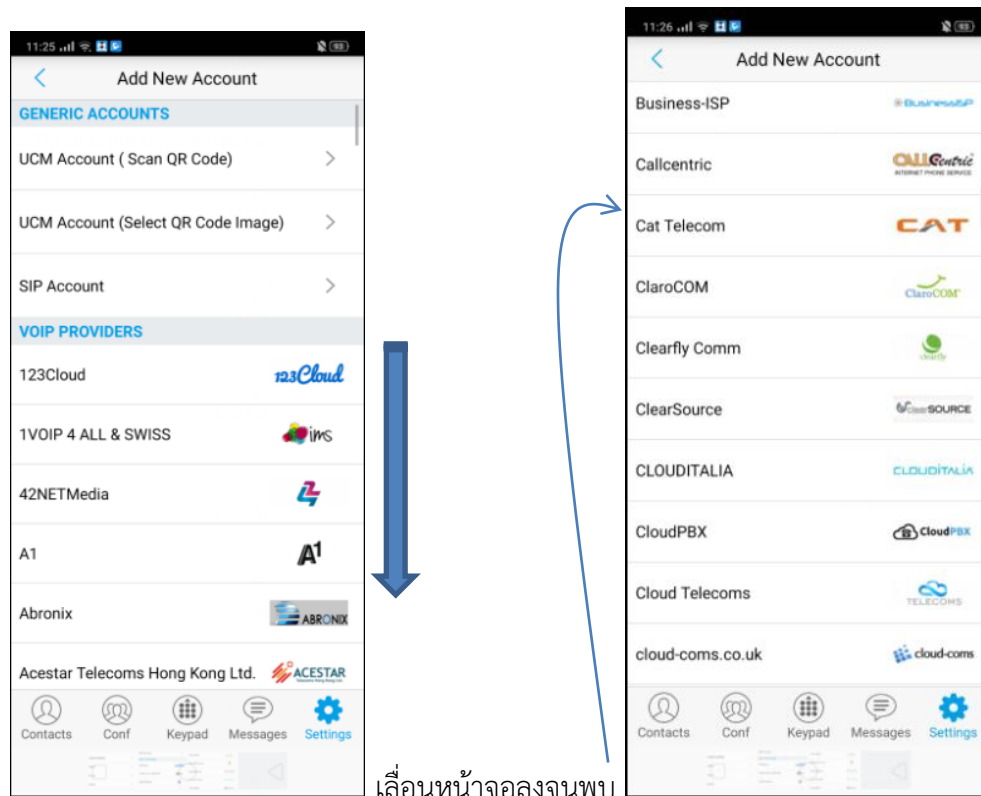 11:25
93
Add New Account
GENERIC ACCOUNTS
UCM Account ( Scan QR Code)
UCM Account (Select QR Code Image)
SIP Account
VOIP PROVIDERS
123Cloud 123Cloud
1VOIP 4 ALL & SWISS ims
42NETMedia
A1 A1
Abronix ABRONIX
Acestar Telecoms Hong Kong Ltd. ACESTAR
Contacts Conf Keypad Messages Settings
เลื่อนหน้าจอลงจนพบ
11:26
93
Add New Account
Business-ISP BusinessISP
Callcentric CALLCentric
INTERNET PHONE SERVICE
Cat Telecom CAT
ClaroCOM ClaroCOM
Clearfly Comm clearfly
ClearSource ClearSOURCE
CLOUDITALIA CLOUDITALIA
CloudPBX CloudPBX
Cloud Telecoms TELECOMS
cloud-coms.co.uk cloud-coms
Contacts Conf Keypad Messages Settings